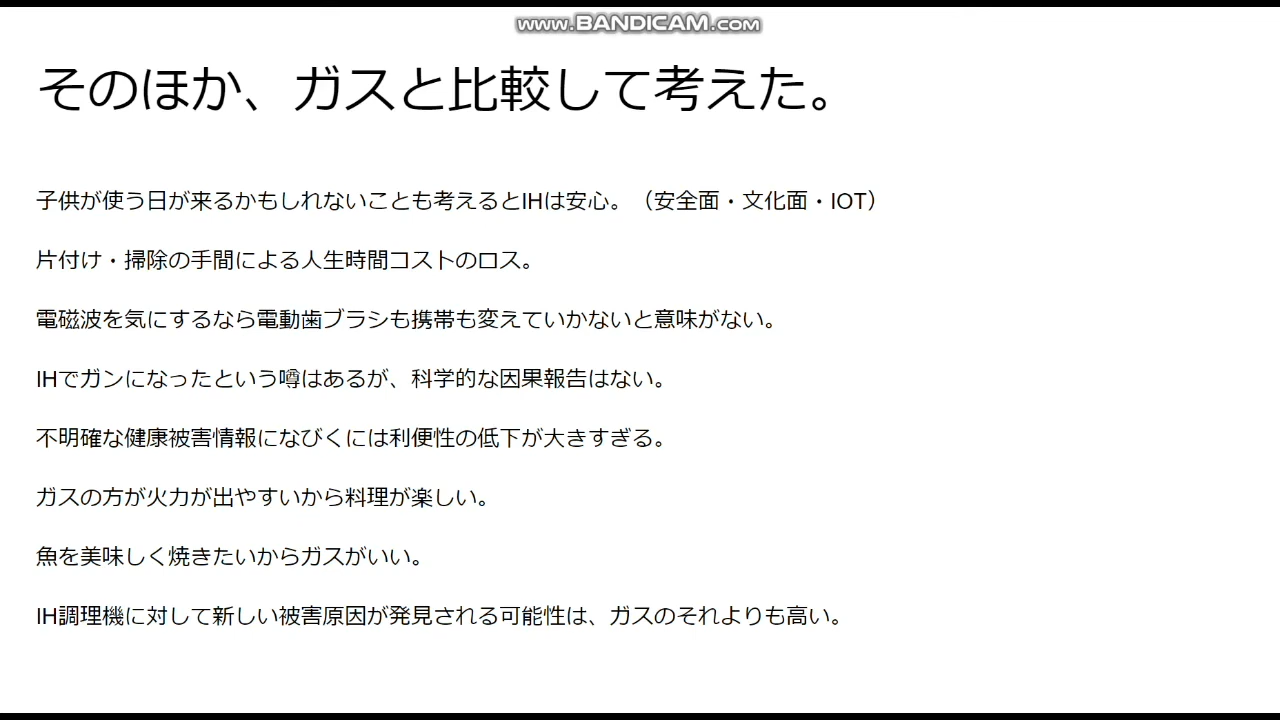 www.BANDICAM.com
そのほか、ガスと比較して考えた。
子供が使う日が来るかもしれないことも考えるとIHは安心。（安全面・文化面・IOT）
片付け・掃除の手間による人生時間コストのロス。
電磁波を気にするなら電動歯ブラシも携帯も変えていかないと意味がない。
IHでガンになったという噂はあるが、科学的な因果報告はない。
不明確な健康被害情報になびくには利便性の低下が大きすぎる。
ガスの方が火力が出やすいから料理が楽しい。
魚を美味しく焼きたいからガスがいい。
IH調理機に対して新しい被害原因が発見される可能性は、ガスのそれよりも高い。